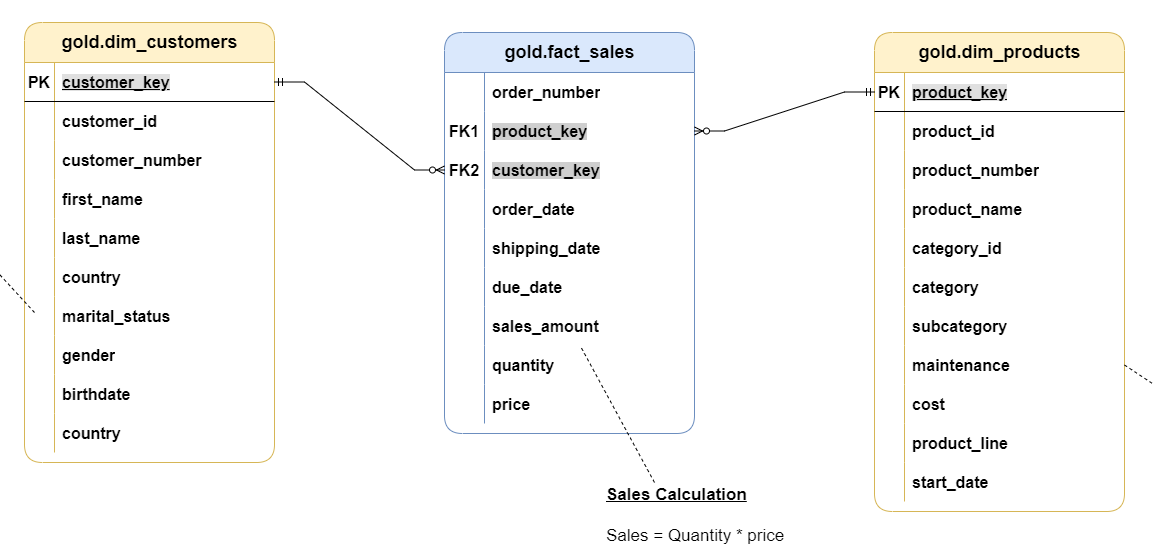 gold.dim_customers
PK customer_key
customer_id
customer_number
first_name
last_name
country
marital_status
gender
birthdate
country
gold.fact_sales
order_number
FK1 product_key
FK2 customer_key
order_date
shipping_date
due_date
sales_amount
quantity
price
Sales Calculation
Sales = Quantity * price
gold.dim_products
PK product_key
product_id
product_number
product_name
category_id
category
subcategory
maintenance
cost
product_line
start_date